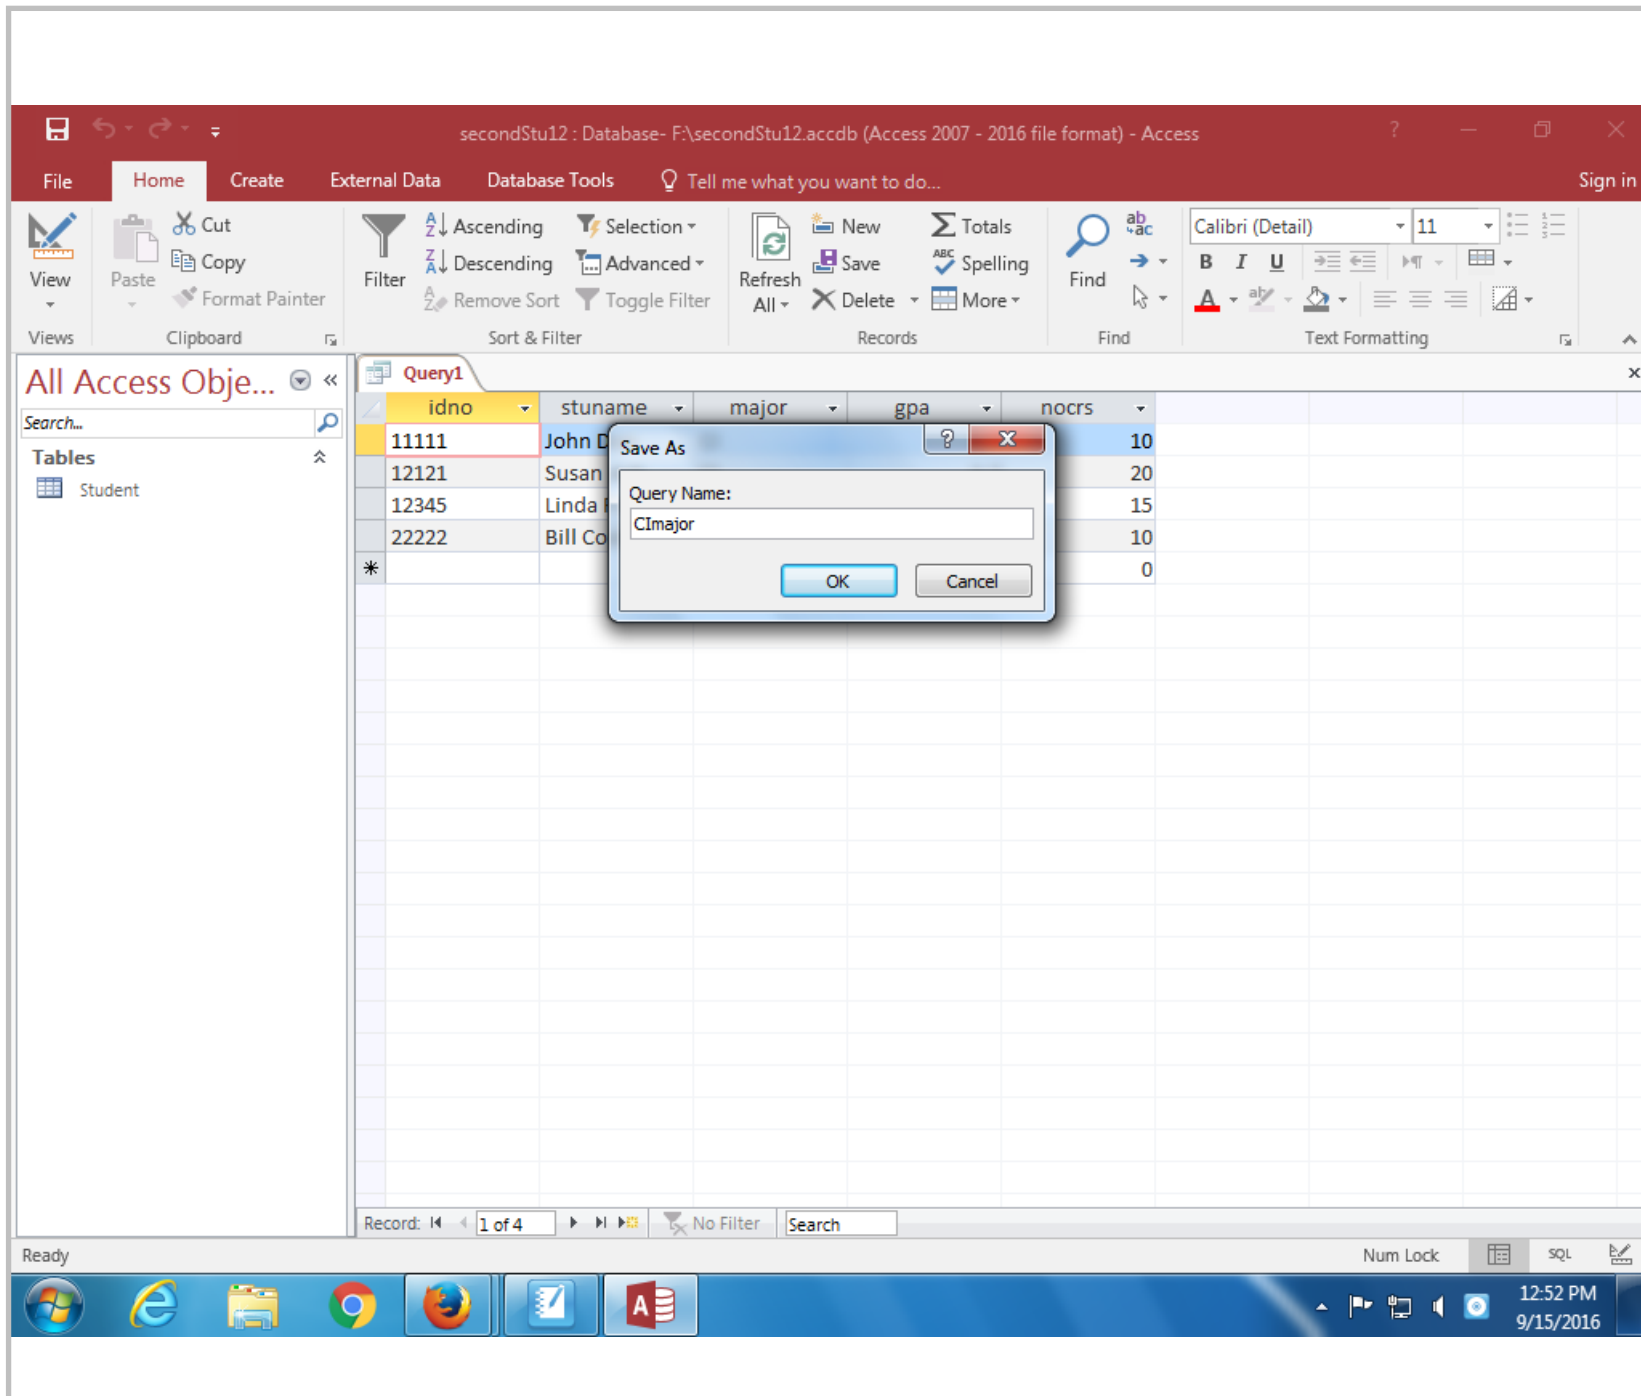 secondStu12 : Database- F:\secondStu12.accdb (Access 2007 - 2016 file format) - Access
File Home Create External Data Database Tools Tell me what you want to do... Sign in
View
Paste
Cut
Copy
Format Painter
Filter
Ascending
Descending
Remove Sort
Selection
Advanced
Toggle Filter
Refresh All
New
Save
Delete
Totals
Spelling
More
Find
Calibri (Detail) 11
B I U
A
Views Clipboard Sort & Filter Records Find Text Formatting
All Access Obje...
Search...
Tables
Student
Query1
idno stuname major gpa nocrs
11111 John D 10
12121 Susan 20
12345 Linda 15
22222 Bill Co 10
0
Save As
Query Name:
CImajor
OK Cancel
Record: 1 of 4 No Filter Search
Ready Num Lock SQL
12:52 PM
9/15/2016